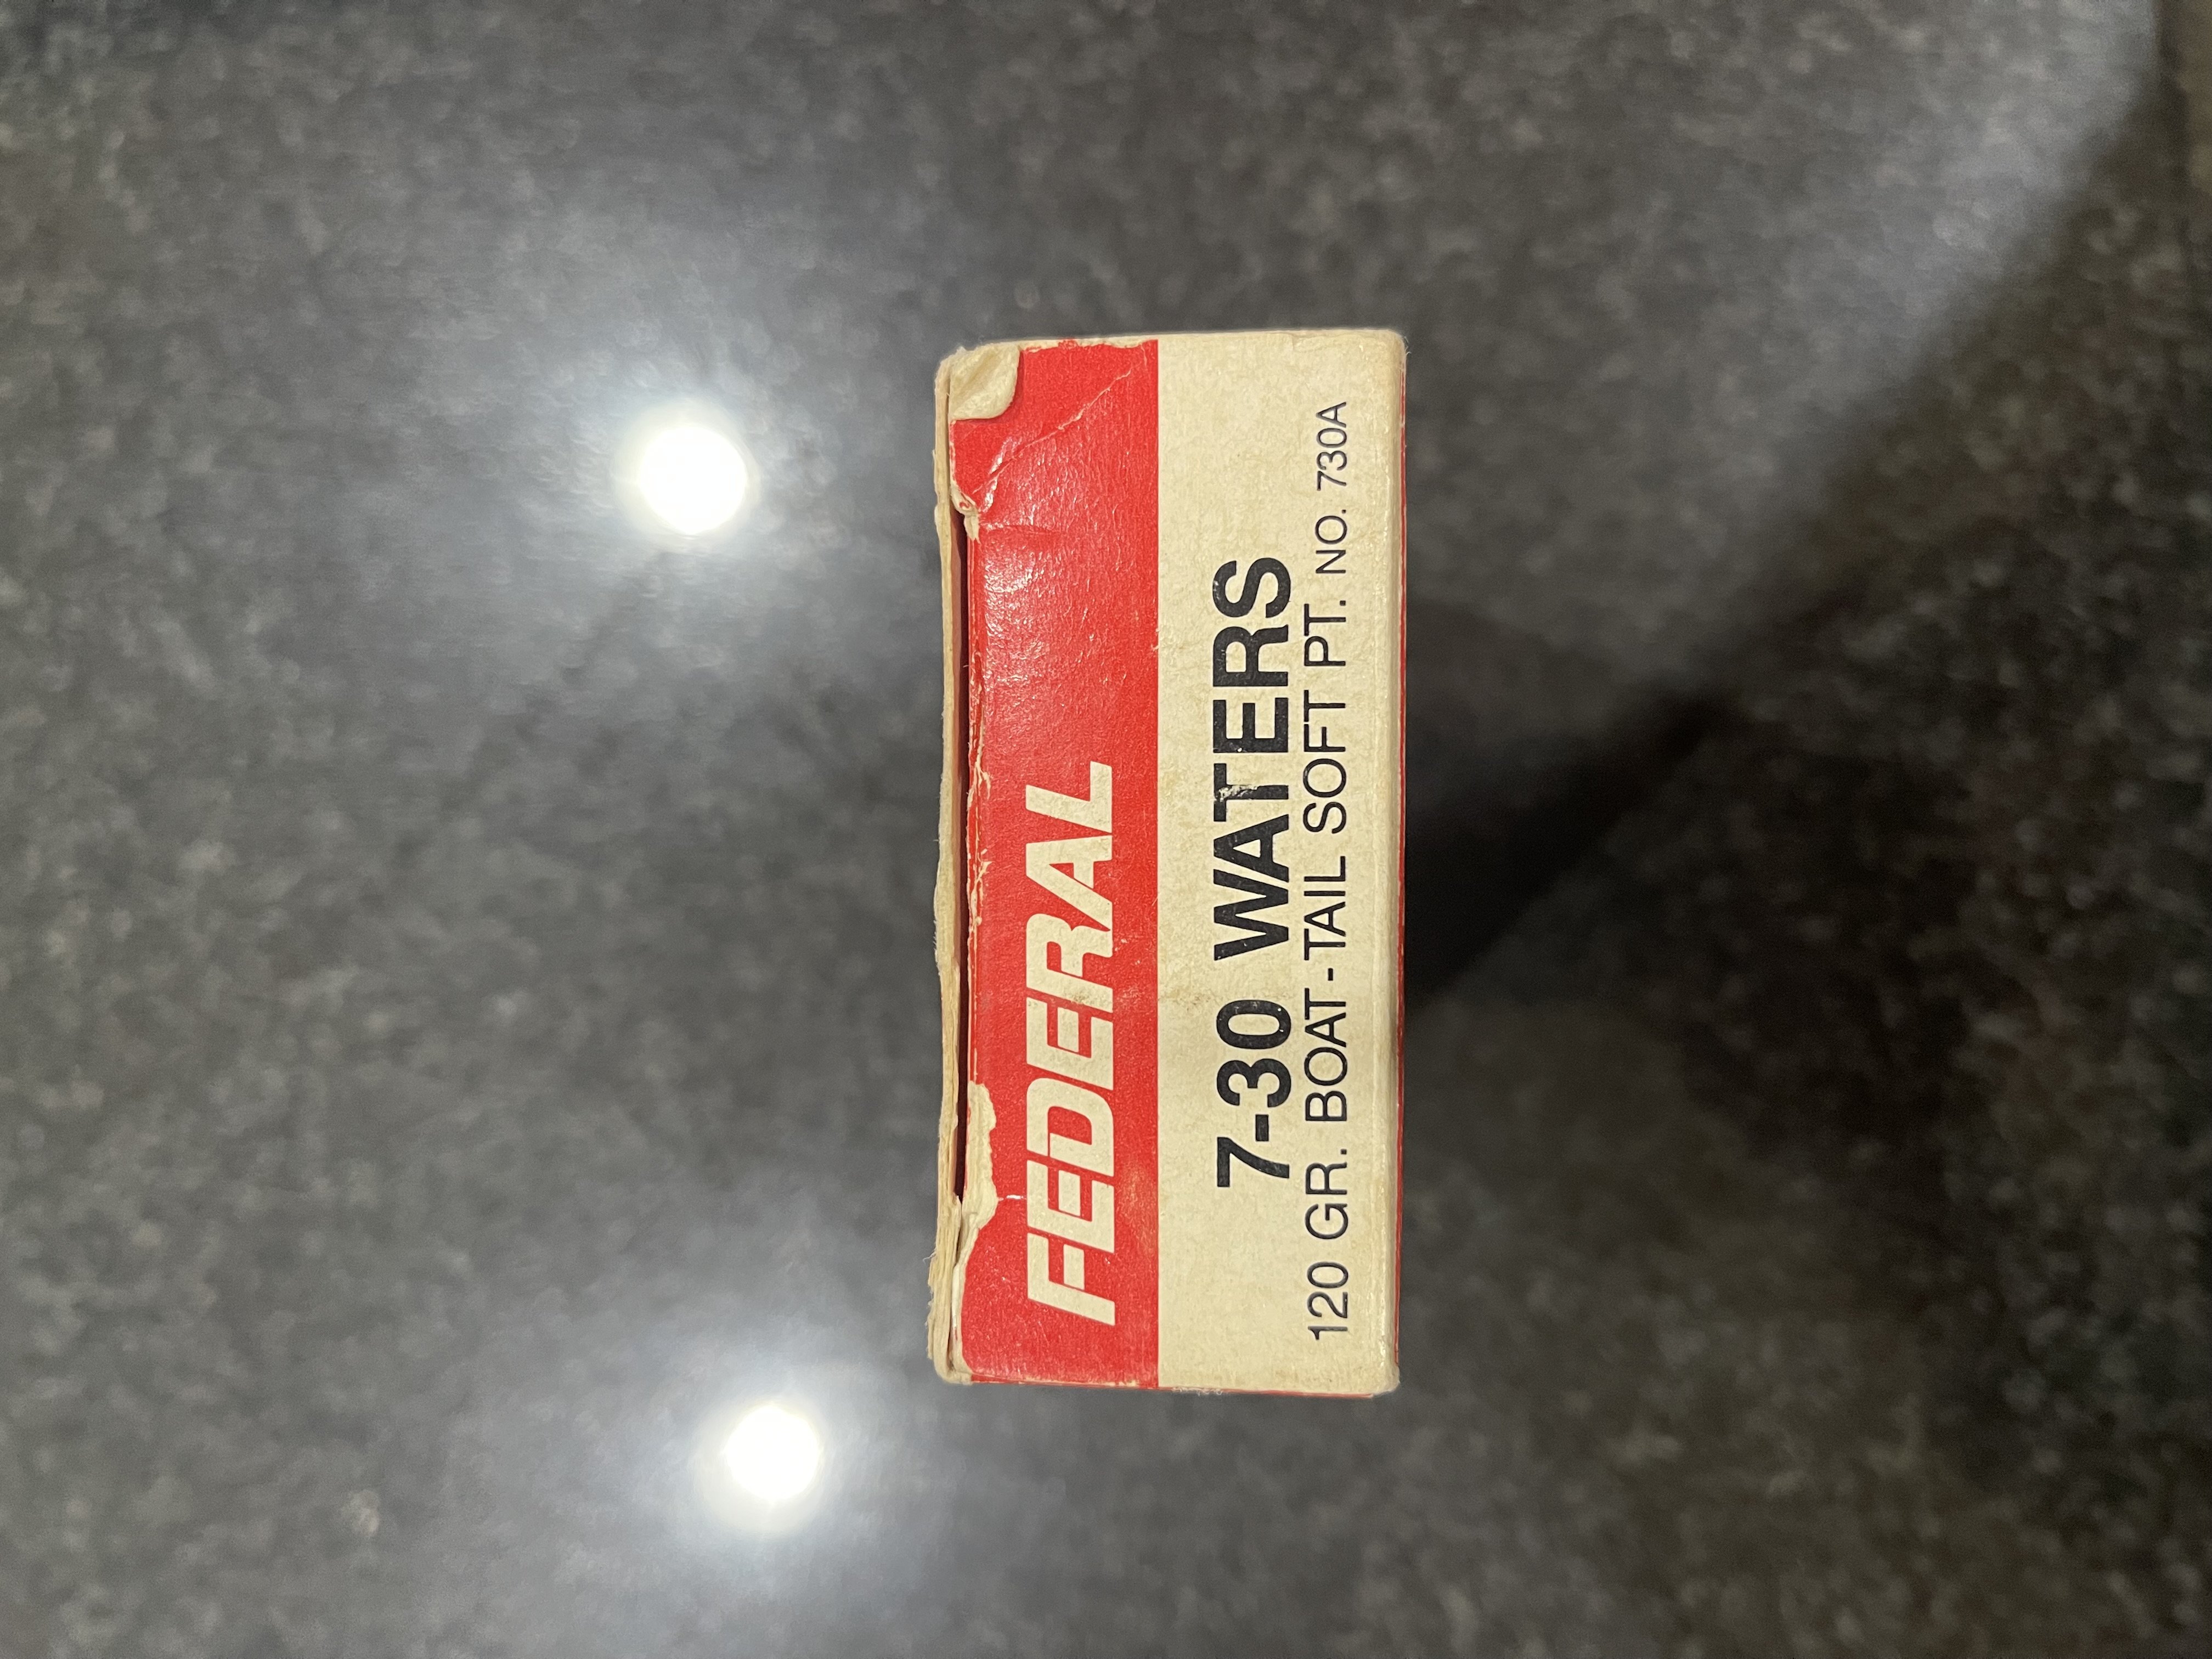 FEDERAL
7-30 WATERS
120 GR. BOAT-TAIL SOFT PT. NO. 730A